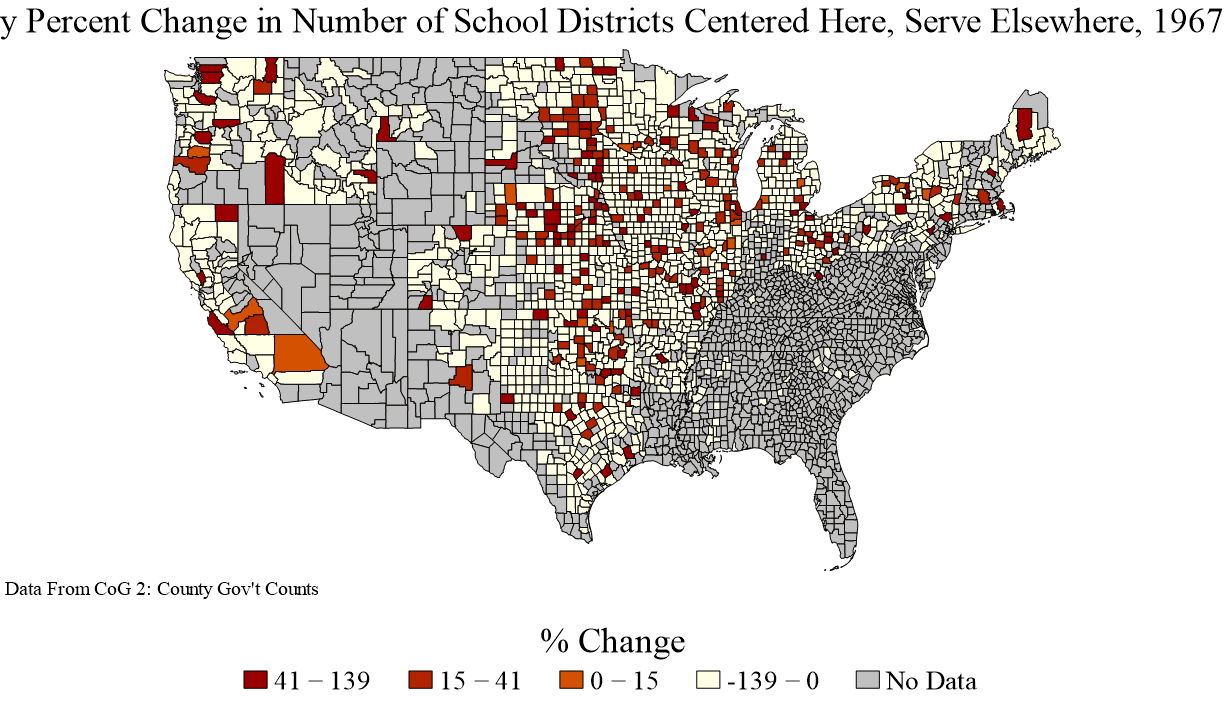 y Percent Change in Number of School Districts Centered Here, Serve Elsewhere, 1967
Data From CoG 2: County Gov't Counts
% Change
41 − 139 15 − 41 0 − 15 -139 − 0 No Data